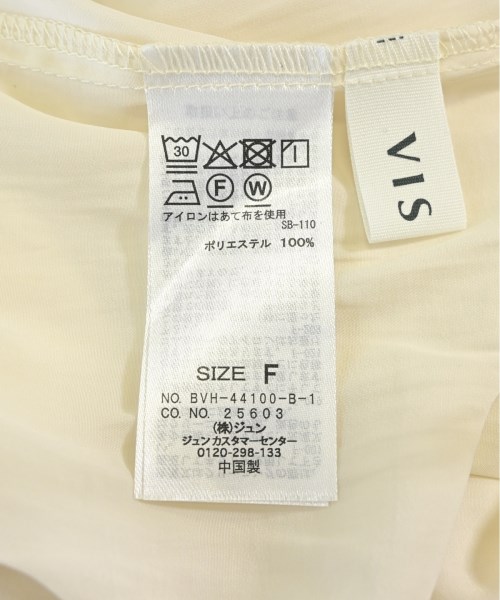 VIS
30
F W
アイロンはあて布を使用
SB-110
ポリエステル 100%
SIZE F
NO. BVH-44100-B-1
CO. NO. 25603
(株)ジュン
ジュンカスタマーセンター
0120-298-133
中国製